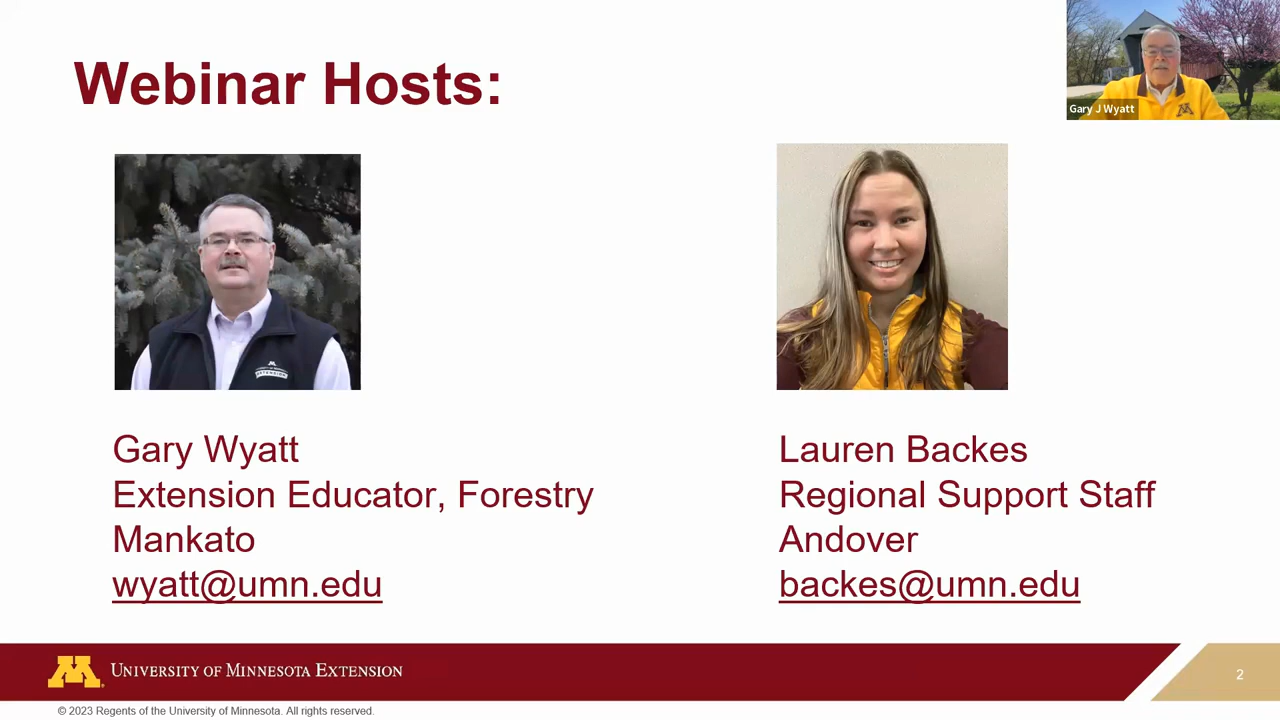 Webinar Hosts:
Gary J Wyatt
Gary Wyatt
Extension Educator, Forestry
Mankato
wyatt@umn.edu
Lauren Backes
Regional Support Staff
Andover
backes@umn.edu
UNIVERSITY OF MINNESOTA EXTENSION
2
© 2023 Regents of the University of Minnesota. All rights reserved.